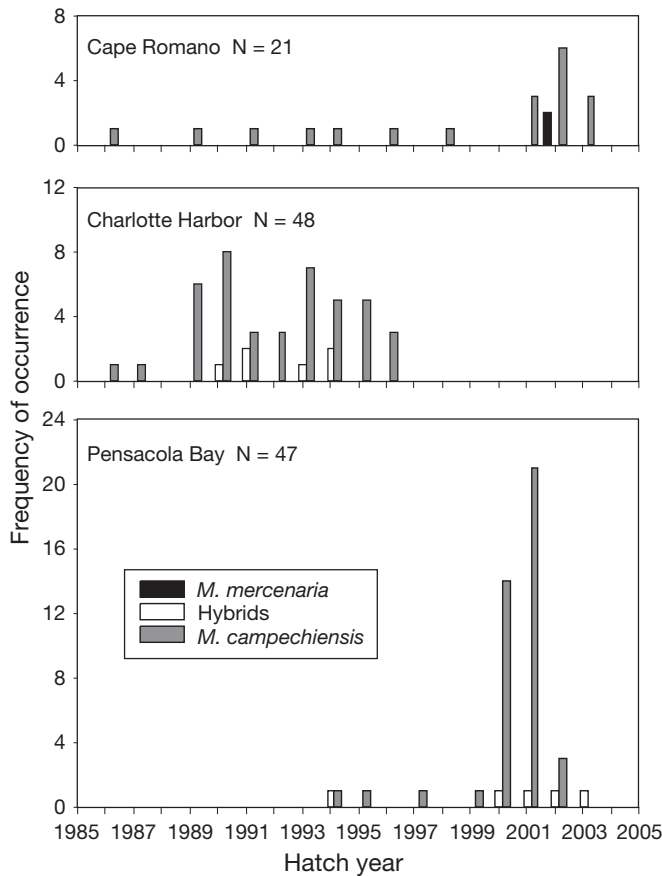 8
Cape Romano N = 21
4
0
12
Charlotte Harbor N = 48
8
4
0
24
Pensacola Bay N = 47
20
16
M. mercenaria
12
Hybrids
M. campechiensis
8
4
0
Frequency of occurrence
1985 1987 1989 1991 1993 1995 1997 1999 2001 2003 2005
Hatch year